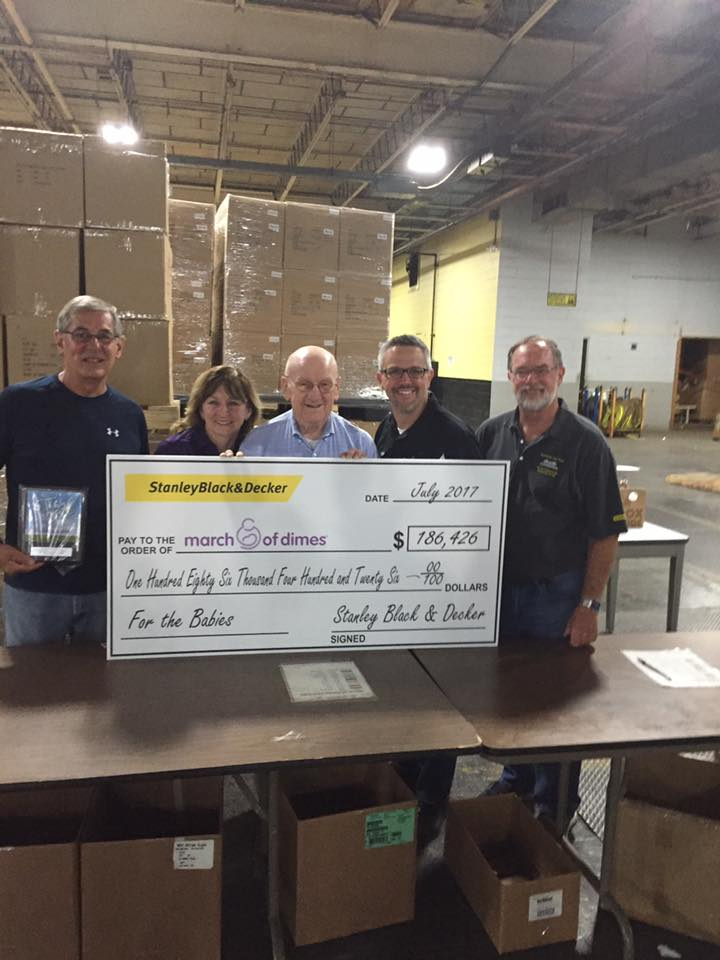 StanleyBlack&Decker
DATE July 2017
PAY TO THE
ORDER OF march of dimes $ 186,426
One Hundred Eighty Six Thousand Four Hundred and Twenty Six 00/100 DOLLARS
For the Babies Stanley Black & Decker
SIGNED